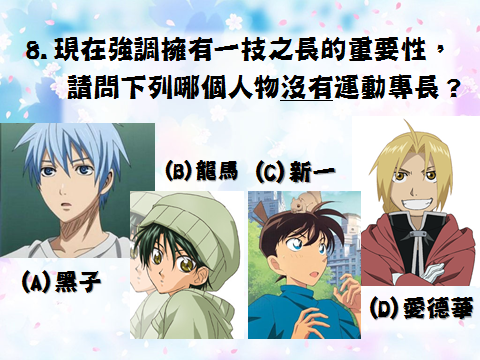 8. 現在強調擁有一技之長的重要性，
請問下列哪個人物沒有運動專長？
(B)龍馬
(C)新一
(A)黑子
(D)愛德華